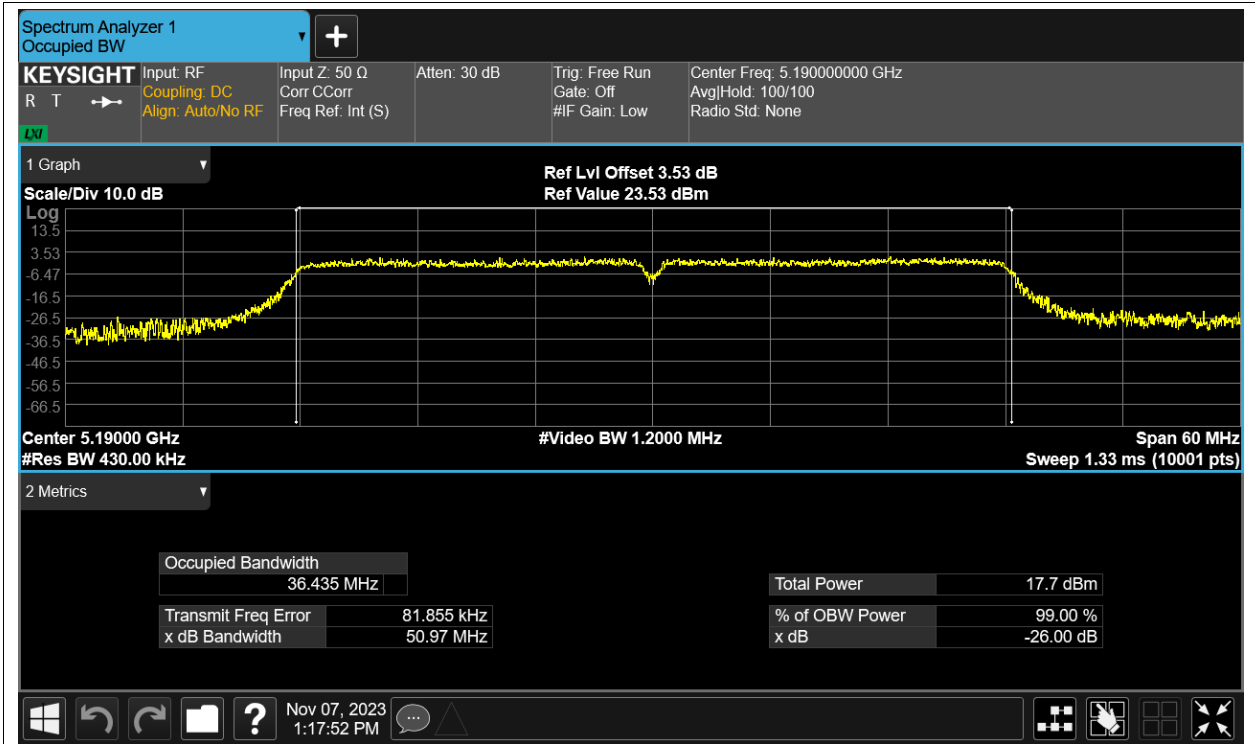 Spectrum Analyzer 1
Occupied BW
KEYSIGHT
R T
LXI
Input: RF
Coupling: DC
Align: Auto/No RF
Input Z: 50 Ω
Corr CCorr
Freq Ref: Int (S)
Atten: 30 dB
Trig: Free Run
Gate: Off
#IF Gain: Low
Center Freq: 5.190000000 GHz
Avg|Hold: 100/100
Radio Std: None
1 Graph
Scale/Div 10.0 dB
Ref Lvl Offset 3.53 dB
Ref Value 23.53 dBm
Log
13.5
3.53
-6.47
-16.5
-26.5
-36.5
-46.5
-56.5
-66.5
Center 5.19000 GHz
#Res BW 430.00 kHz
#Video BW 1.2000 MHz
Span 60 MHz
Sweep 1.33 ms (10001 pts)
2 Metrics
Occupied Bandwidth
36.435 MHz
Transmit Freq Error 81.855 kHz
x dB Bandwidth 50.97 MHz
Total Power 17.7 dBm
% of OBW Power 99.00 %
x dB -26.00 dB
?
Nov 07, 2023
1:17:52 PM